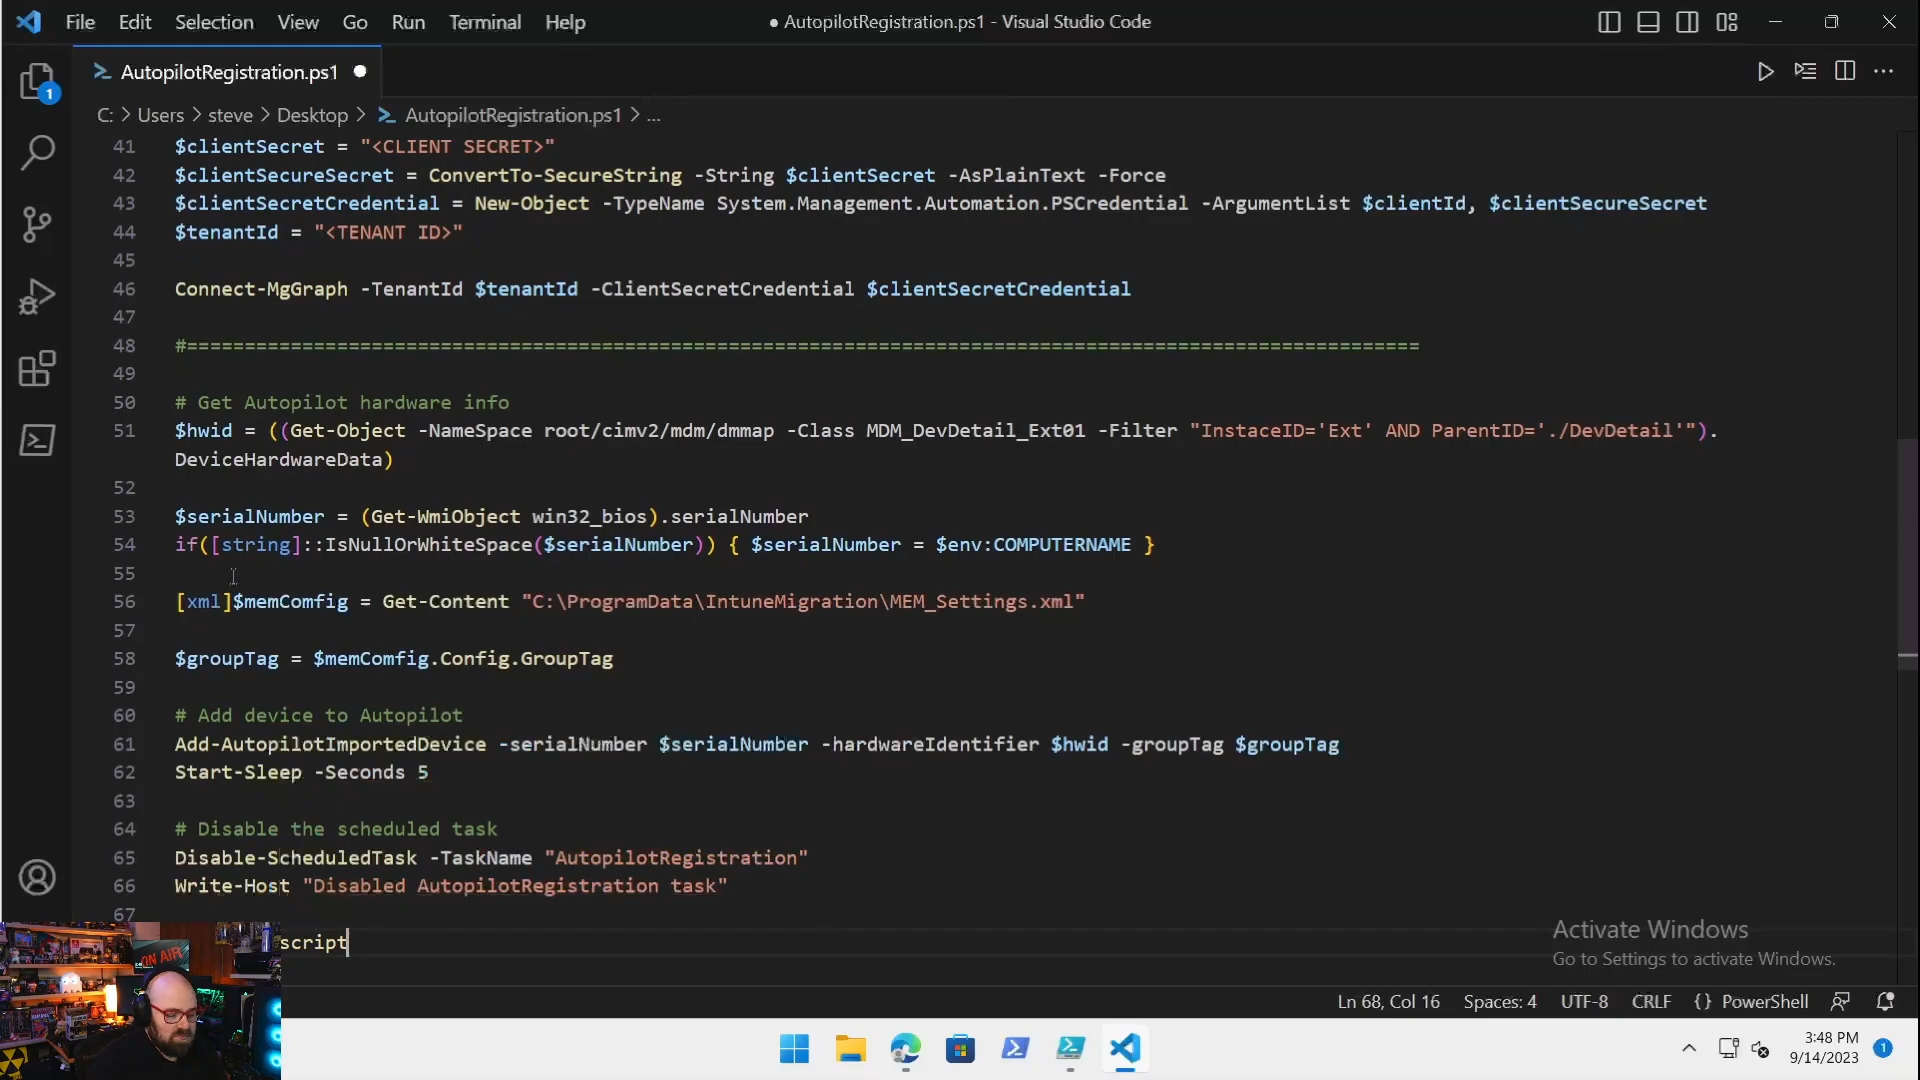 File Edit Selection View Go Run Terminal Help
● AutopilotRegistration.ps1 - Visual Studio Code
AutopilotRegistration.ps1 ●
C: > Users > steve > Desktop > AutopilotRegistration.ps1 > ...
1
41 $clientSecret = "<CLIENT SECRET>"
42 $clientSecureSecret = ConvertTo-SecureString -String $clientSecret -AsPlainText -Force
43 $clientSecretCredential = New-Object -TypeName System.Management.Automation.PSCredential -ArgumentList $clientId, $clientSecureSecret
44 $tenantId = "<TENANT ID>"
45
46 Connect-MgGraph -TenantId $tenantId -ClientSecretCredential $clientSecretCredential
47
48 #===========================================================================================================
49
50 # Get Autopilot hardware info
51 $hwid = ((Get-Object -NameSpace root/cimv2/mdm/dmmap -Class MDM_DevDetail_Ext01 -Filter "InstaceID='Ext' AND ParentID='./DevDetail'").
DeviceHardwareData)
52
53 $serialNumber = (Get-WmiObject win32_bios).serialNumber
54 if([string]::IsNullOrWhiteSpace($serialNumber)) { $serialNumber = $env:COMPUTERNAME }
55
56 [xml]$memComfig = Get-Content "C:\ProgramData\IntuneMigration\MEM_Settings.xml"
57
58 $groupTag = $memComfig.Config.GroupTag
59
60 # Add device to Autopilot
61 Add-AutopilotImportedDevice -serialNumber $serialNumber -hardwareIdentifier $hwid -groupTag $groupTag
62 Start-Sleep -Seconds 5
63
64 # Disable the scheduled task
65 Disable-ScheduledTask -TaskName "AutopilotRegistration"
66 Write-Host "Disabled AutopilotRegistration task"
67
script
ON AIR
Activate Windows
Go to Settings to activate Windows.
Ln 68, Col 16 Spaces: 4 UTF-8 CRLF {} PowerShell
3:48 PM
9/14/2023
1